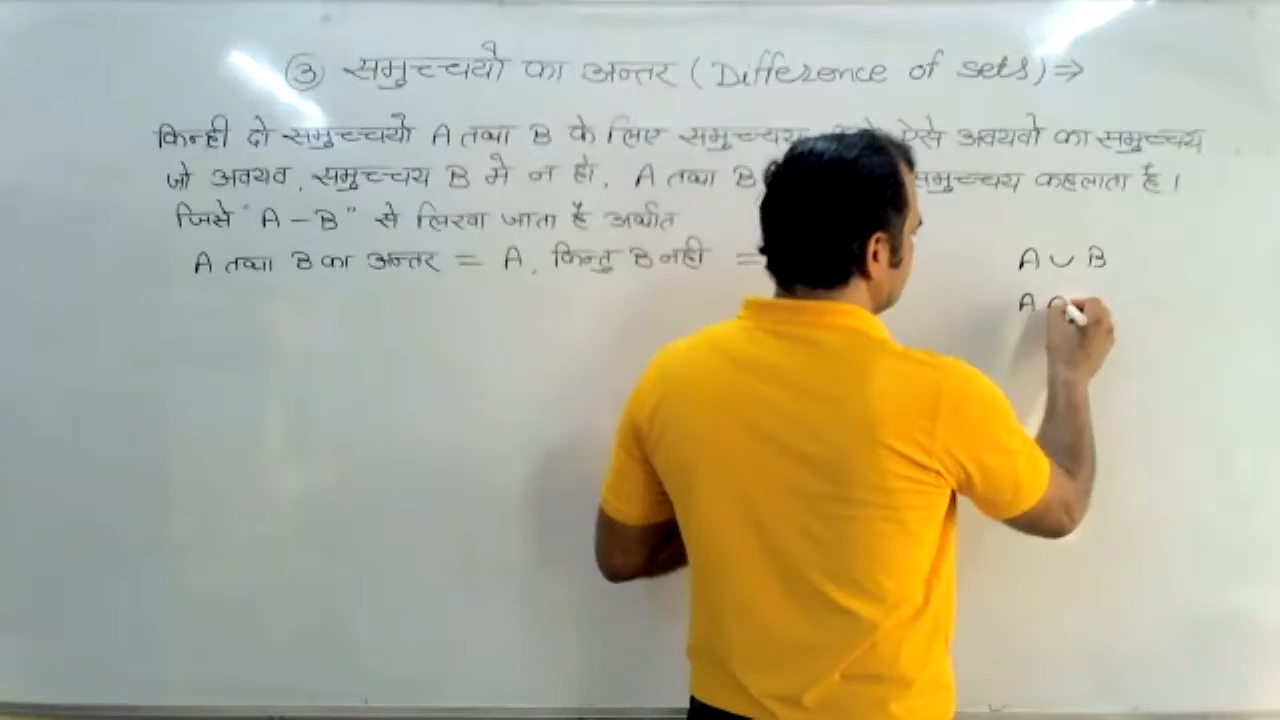 ③ समुच्चयो का अन्तर ( Difference of sets ) ⇒
किन्ही दो समुच्चयो A तथा B के लिए समुच्चय ऐसे अवयवो का समुच्चय
जो अवयव, समुच्चय B मे न हो, A तथा B समुच्चय कहलाता है।
जिसे "A - B" से लिखा जाता है अर्थात
A तथा B का अन्तर = A, किन्तु B नही =
A ∪ B
A ∩